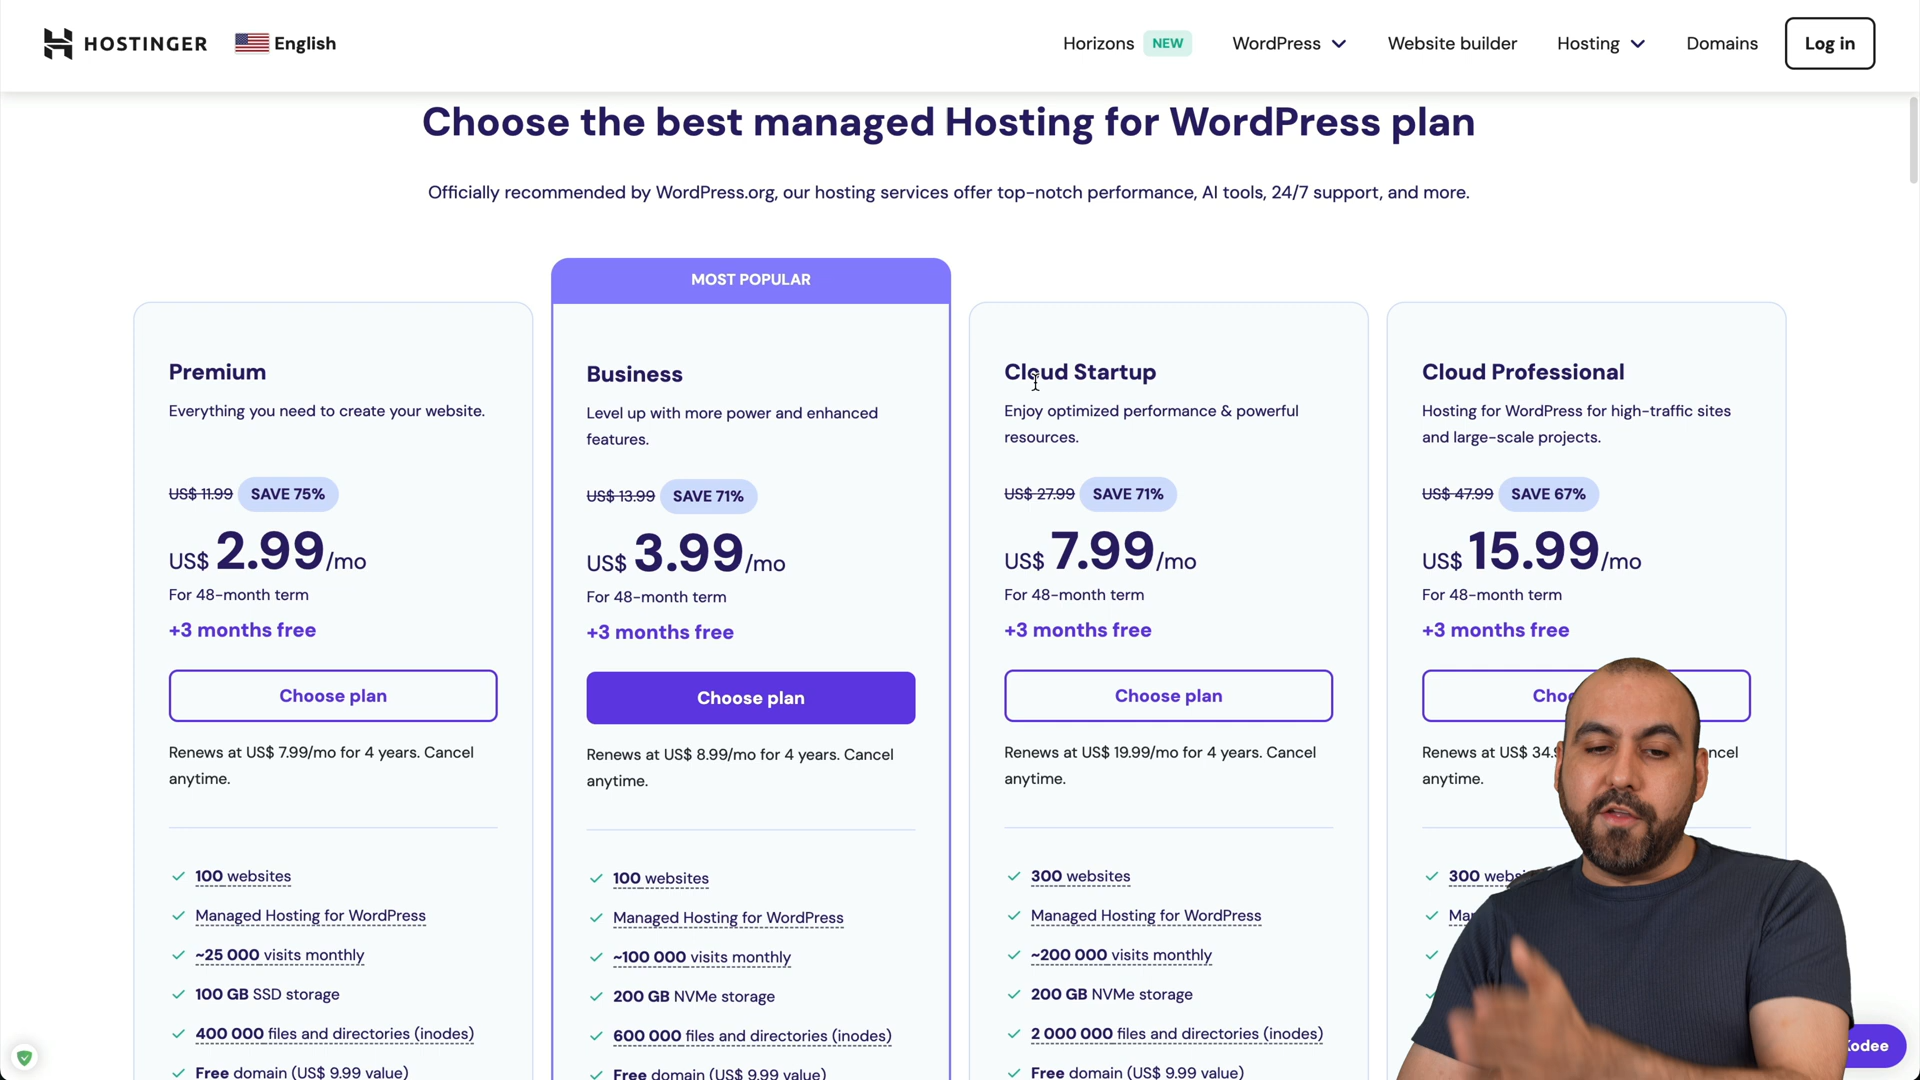 HOSTINGER
English
Horizons NEW
WordPress
Website builder
Hosting
Domains
Log in
Choose the best managed Hosting for WordPress plan
Officially recommended by WordPress.org, our hosting services offer top-notch performance, AI tools, 24/7 support, and more.
Premium
Everything you need to create your website.
US$ 11.99 SAVE 75%
US$ 2.99/mo
For 48-month term
+3 months free
Choose plan
Renews at US$ 7.99/mo for 4 years. Cancel
anytime.
100 websites
Managed Hosting for WordPress
~25 000 visits monthly
100 GB SSD storage
400 000 files and directories (inodes)
Free domain (US$ 9.99 value)
MOST POPULAR
Business
Level up with more power and enhanced
features.
US$ 13.99 SAVE 71%
US$ 3.99/mo
For 48-month term
+3 months free
Choose plan
Renews at US$ 8.99/mo for 4 years. Cancel
anytime.
100 websites
Managed Hosting for WordPress
~100 000 visits monthly
200 GB NVMe storage
600 000 files and directories (inodes)
Free domain (US$ 9.99 value)
Cloud Startup
Enjoy optimized performance & powerful
resources.
US$ 27.99 SAVE 71%
US$ 7.99/mo
For 48-month term
+3 months free
Choose plan
Renews at US$ 19.99/mo for 4 years. Cancel
anytime.
300 websites
Managed Hosting for WordPress
~200 000 visits monthly
200 GB NVMe storage
2 000 000 files and directories (inodes)
Free domain (US$ 9.99 value)
Cloud Professional
Hosting for WordPress for high-traffic sites
and large-scale projects.
US$ 47.99 SAVE 67%
US$ 15.99/mo
For 48-month term
+3 months free
Renews at US$
anytime.
300
Kodee